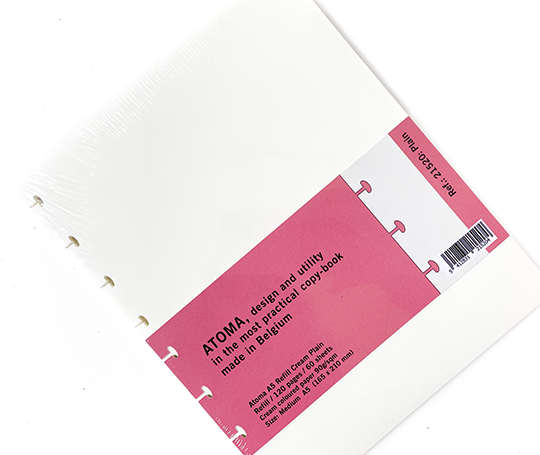 Ref.: 21520: Plain
ATOMA, design and utility
in the most practical copy-book
made in Belgium
Atoma A5 Refill Cream Plain
Refill / 120 pages / 60 sheets
Cream coloured paper 90g/sqm
Size: Medium A5 (165 x 210 mm)